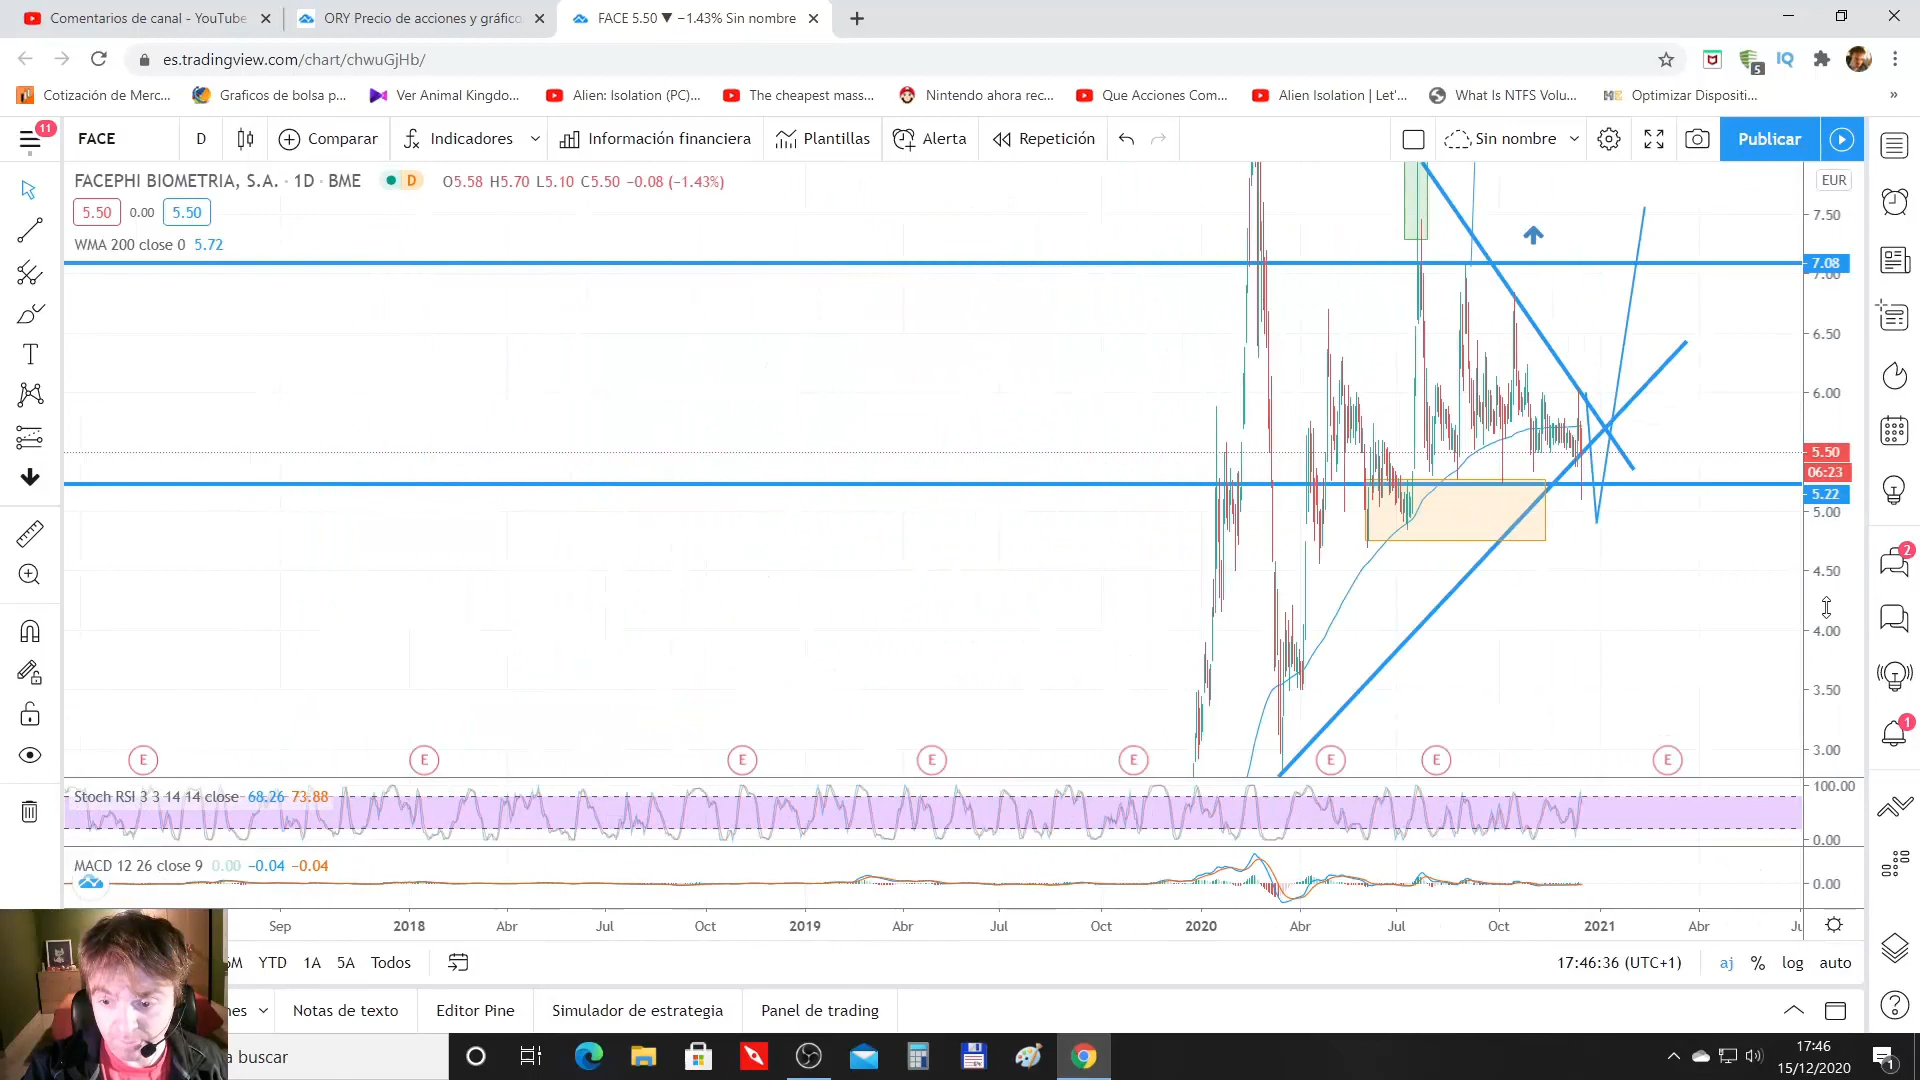 Comentarios de canal - YouTube
ORY Precio de acciones y gráfico
FACE 5.50 ▼ −1.43% Sin nombre
es.tradingview.com/chart/chwuGjHb/
5
IQ
Cotización de Merc...
Graficos de bolsa p...
Ver Animal Kingdo...
Alien: Isolation (PC)...
The cheapest mass...
Nintendo ahora rec...
Que Acciones Com...
Alien Isolation | Let'...
What Is NTFS Volu...
Optimizar Dispositi...
»
11
FACE
D
Comparar
Indicadores
Información financiera
Plantillas
Alerta
Repetición
Sin nombre
Publicar
FACEPHI BIOMETRIA, S.A. · 1D · BME
D
O5.58 H5.70 L5.10 C5.50 −0.08 (−1.43%)
EUR
5.50
0.00
5.50
7.50
WMA 200 close 0 5.72
7.08
7.00
6.50
6.00
5.50
06:23
5.22
5.00
2
4.50
4.00
3.50
1
3.00
E
E
E
E
E
E
E
E
Stoch RSI 3 3 14 14 close 68.26 73.88
100.00
0.00
MACD 12 26 close 9 0.00 −0.04 −0.04
0.00
Sep
2018
Abr
Jul
Oct
2019
Abr
Jul
Oct
2020
Abr
Jul
Oct
2021
Abr
YTD
1A
5A
Todos
17:46:36 (UTC+1)
aj
%
log
auto
Notas de texto
Editor Pine
Simulador de estrategia
Panel de trading
a buscar
17:46
15/12/2020
1